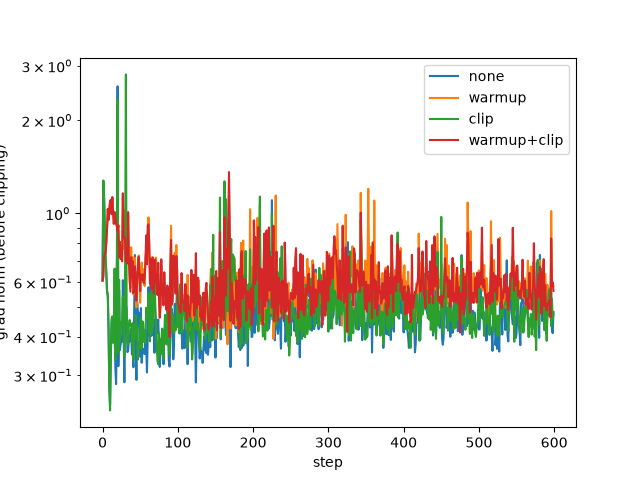 3 × 10⁰
2 × 10⁰
10⁰
6 × 10⁻¹
4 × 10⁻¹
3 × 10⁻¹
grad norm (before clipping)
0 100 200 300 400 500 600
step
none
warmup
clip
warmup+clip